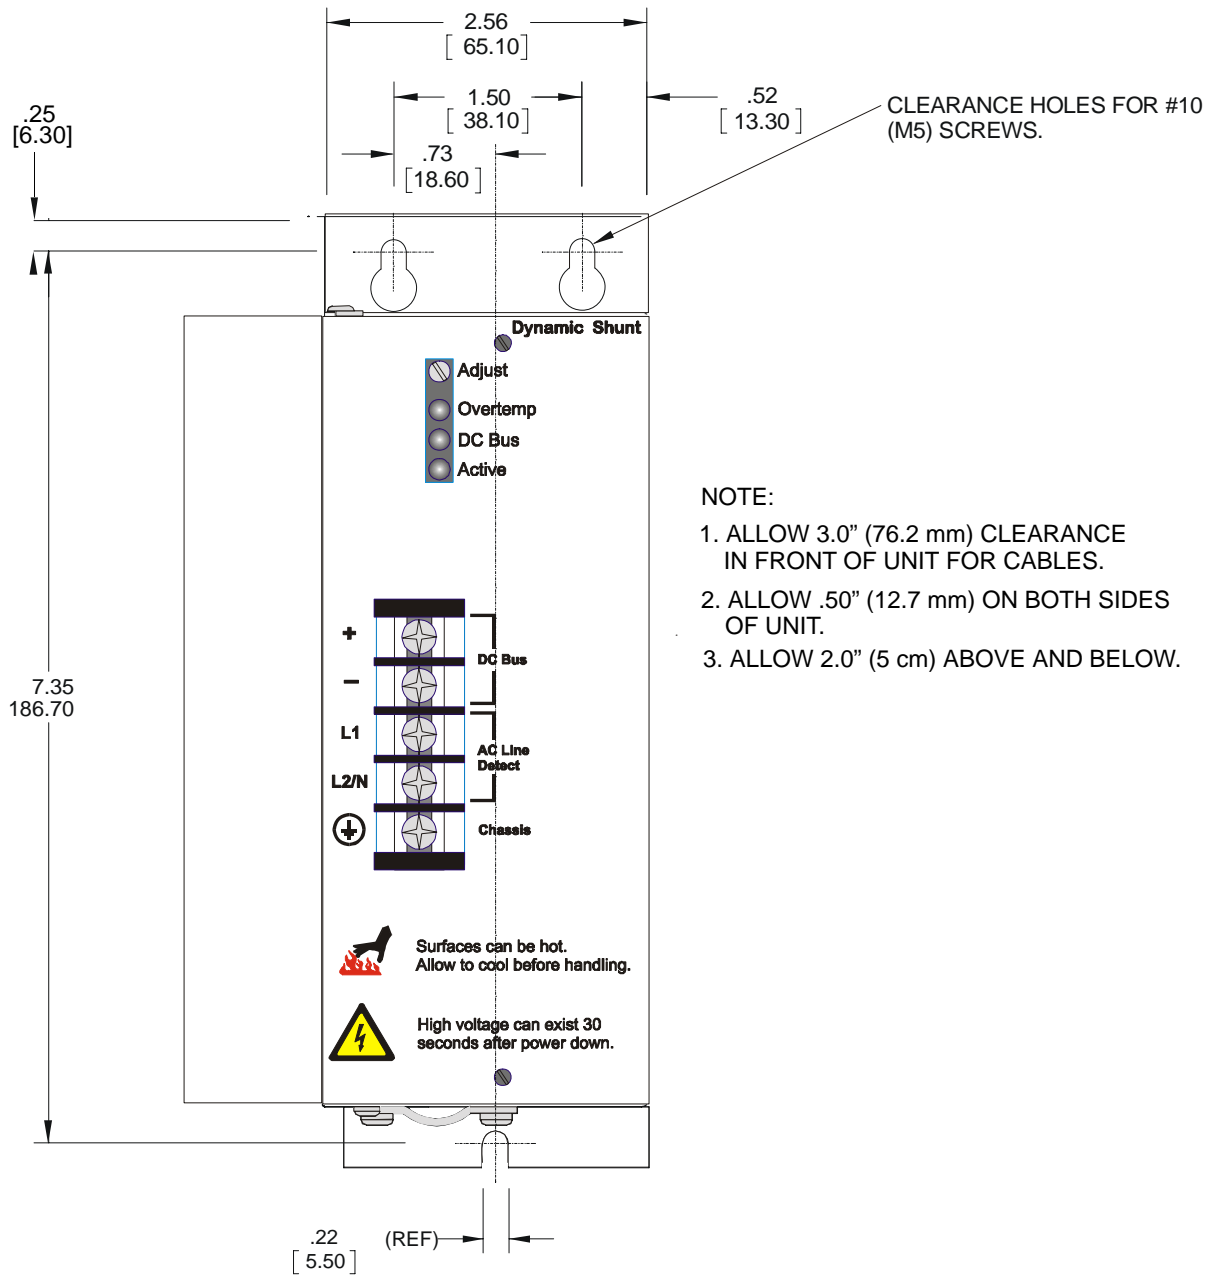 2.56
[ 65.10]
1.50
[ 38.10]
.52
[ 13.30 ]
.73
[18.60 ]
.25
[6.30]
CLEARANCE HOLES FOR #10
(M5) SCREWS.
Dynamic Shunt
Adjust
Overtemp
DC Bus
Active
NOTE:
1. ALLOW 3.0” (76.2 mm) CLEARANCE
IN FRONT OF UNIT FOR CABLES.
2. ALLOW .50” (12.7 mm) ON BOTH SIDES
OF UNIT.
3. ALLOW 2.0” (5 cm) ABOVE AND BELOW.
+
−
DC Bus
7.35
186.70
L1
L2/N
AC Line
Detect
Chassis
Surfaces can be hot.
Allow to cool before handling.
High voltage can exist 30
seconds after power down.
.22
[ 5.50 ]
(REF)